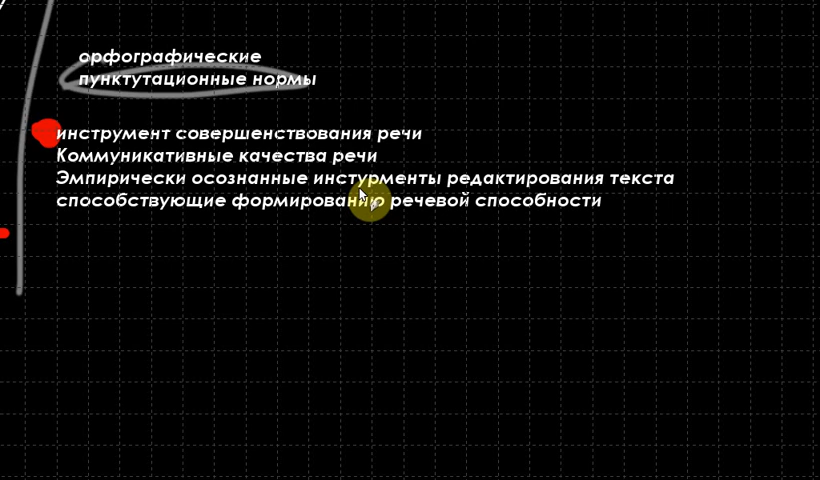 орфографические
пунктутационные нормы
инструмент совершенствования речи
Коммуникативные качества речи
Эмпирически осознанные инстурменты редактирования текста
способствующие формированию речевой способности